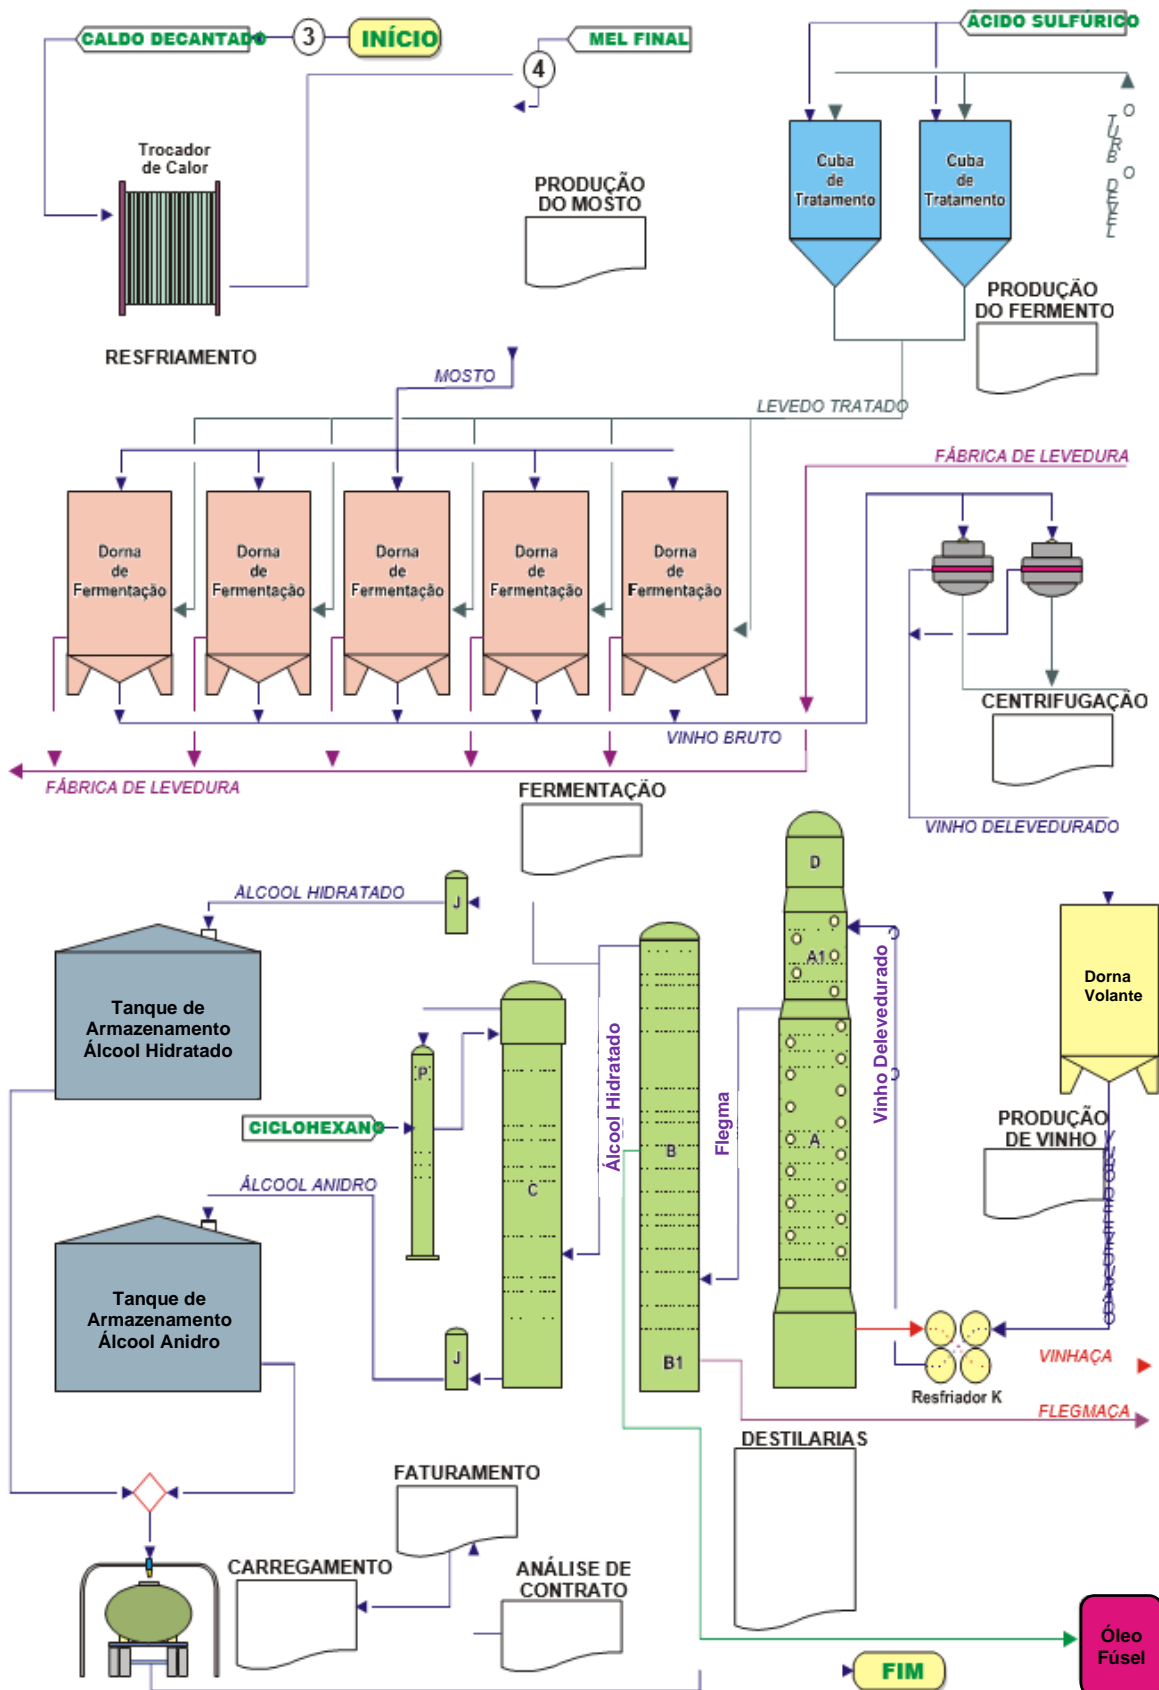 CALDO DECANTADO
3
INÍCIO
MEL FINAL
4
ÁCIDO SULFÚRICO
Trocador
de Calor
RESFRIAMENTO
PRODUÇÃO
DO MOSTO
Cuba
de
Tratamento
Cuba
de
Tratamento
PRODUÇÃO
DO FERMENTO
MOSTO
LEVEDO TRATADO
FÁBRICA DE LEVEDURA
Dorna
de
Fermentação
Dorna
de
Fermentação
Dorna
de
Fermentação
Dorna
de
Fermentação
Dorna
de
Fermentação
CENTRIFUGAÇÃO
VINHO BRUTO
FÁBRICA DE LEVEDURA
FERMENTAÇÃO
VINHO DELEVEDURADO
ÁLCOOL HIDRATADO
J
D
A1
Vinho Delevedurado
Dorna
Volante
Tanque de
Armazenamento
Álcool Hidratado
P
CICLOHEXANO
C
Álcool Hidratado
B
Flegma
A
PRODUÇÃO
DE VINHO
ÁLCOOL ANIDRO
Tanque de
Armazenamento
Álcool Anidro
J
B1
Resfriador K
VINHAÇA
FLEGMAÇA
DESTILARIAS
FATURAMENTO
CARREGAMENTO
ANÁLISE DE
CONTRATO
Óleo
Fúsel
FIM